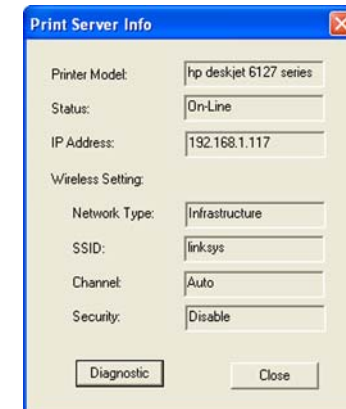 Print Server Info
Printer Model: hp deskjet 6127 series
Status: On-Line
IP Address: 192.168.1.117
Wireless Setting:
Network Type: Infrastructure
SSID: linksys
Channel: Auto
Security: Disable
Diagnostic Close